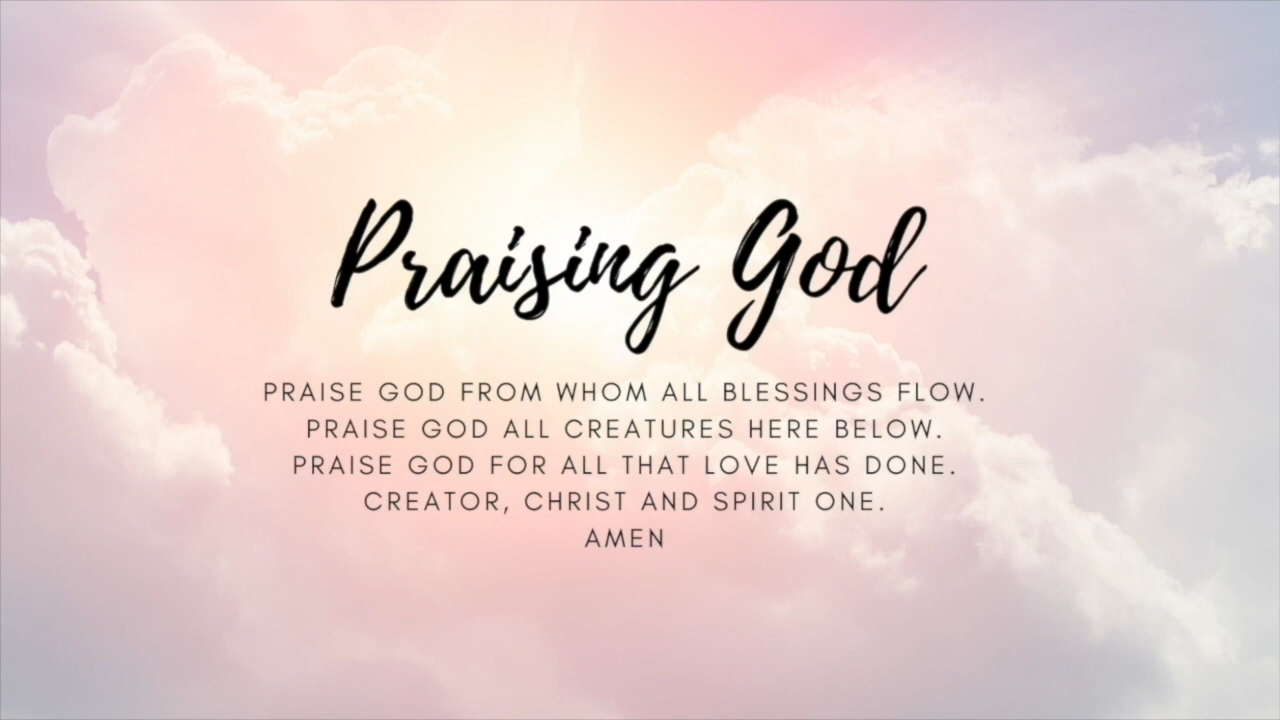 Praising God
PRAISE GOD FROM WHOM ALL BLESSINGS FLOW.
PRAISE GOD ALL CREATURES HERE BELOW.
PRAISE GOD FOR ALL THAT LOVE HAS DONE.
CREATOR, CHRIST AND SPIRIT ONE.
AMEN